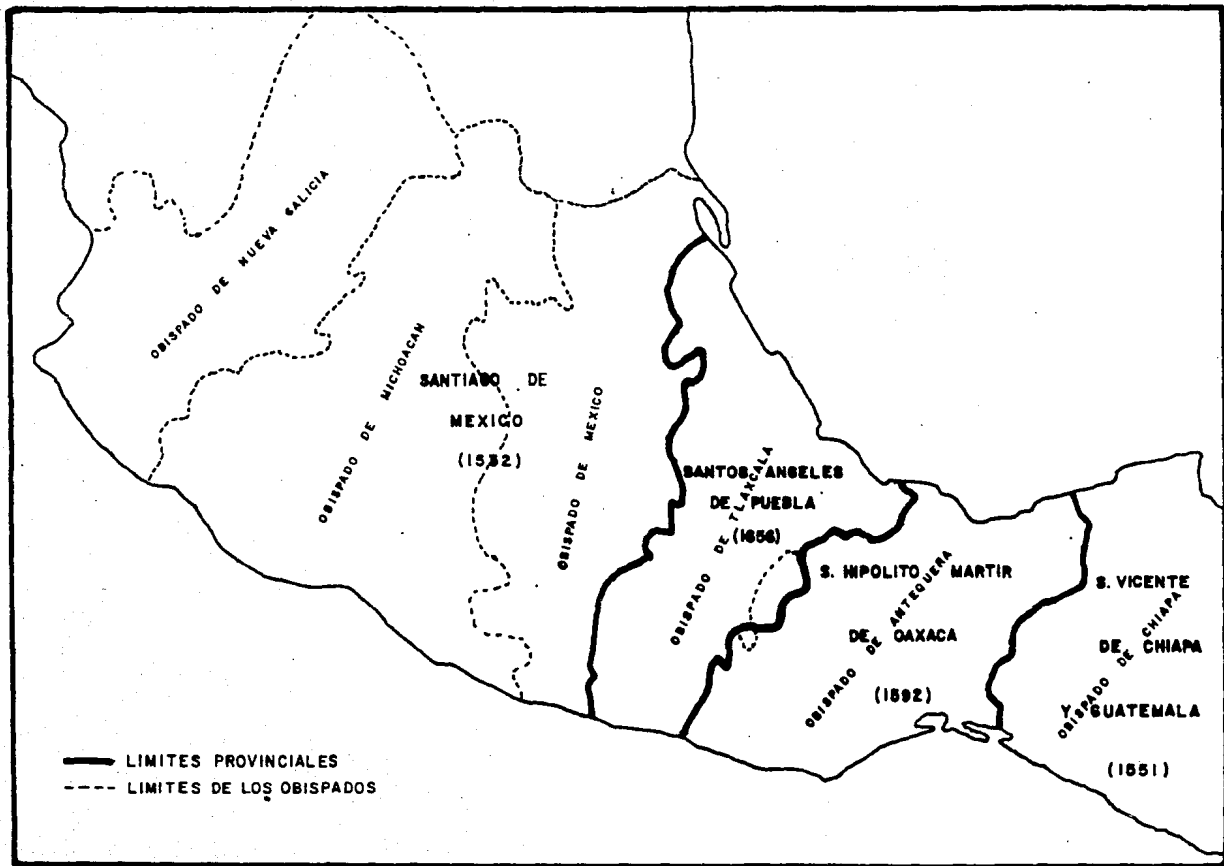 OBISPADO DE NUEVA GALICIA
OBISPADO DE MICHOACAN
SANTIAGO DE
MEXICO
(1532)
OBISPADO DE MEXICO
SANTOS ANGELES
DE PUEBLA
(1656)
OBISPADO DE TLAXCALA
S. HIPOLITO MARTIR
DE OAXACA
(1592)
OBISPADO DE ANTEQUERA
S. VICENTE
DE CHIAPA
Y GUATEMALA
(1551)
OBISPADO DE CHIAPA
LIMITES PROVINCIALES
LIMITES DE LOS OBISPADOS